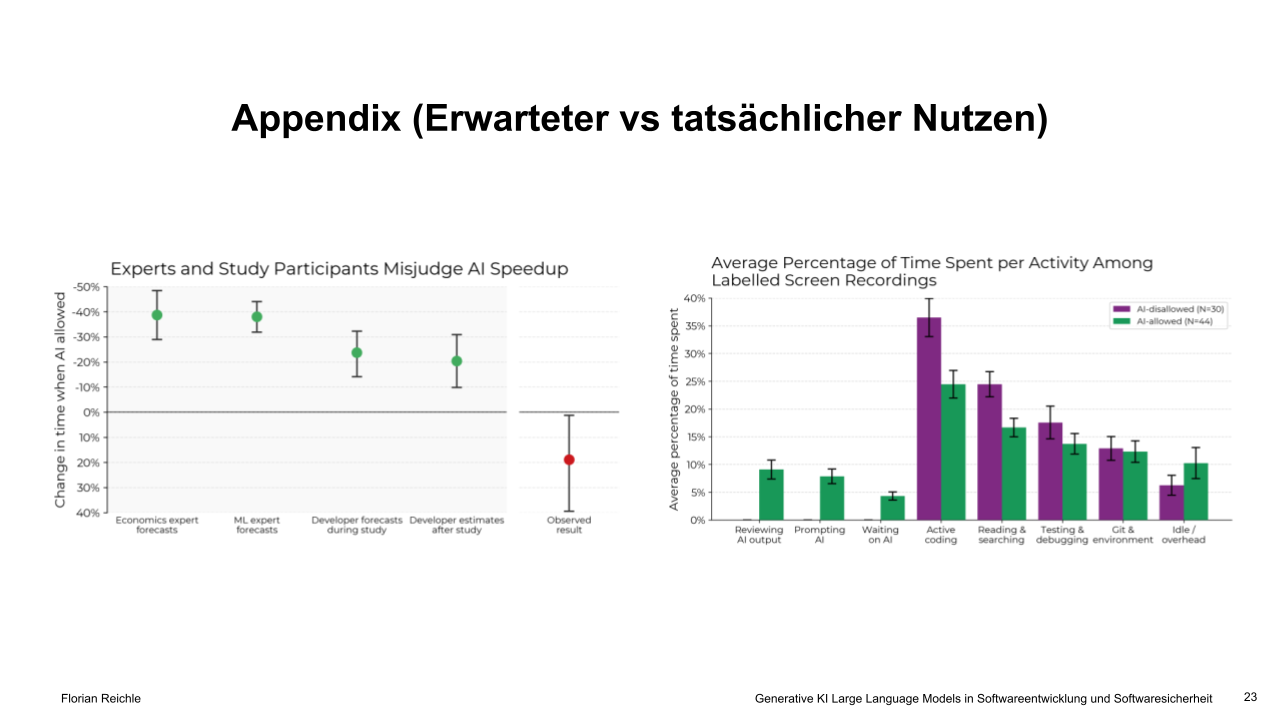 Appendix (Erwarteter vs tatsächlicher Nutzen)
Experts and Study Participants Misjudge AI Speedup
Change in time when AI allowed
-50%
-40%
-30%
-20%
-10%
0%
10%
20%
30%
40%
Economics expert
forecasts
ML expert
forecasts
Developer forecasts
during study
Developer estimates
after study
Observed
result
Average Percentage of Time Spent per Activity Among
Labelled Screen Recordings
Average percentage of time spent
40%
35%
30%
25%
20%
15%
10%
5%
0%
AI-disallowed (N=30)
AI-allowed (N=44)
Reviewing
AI output
Prompting
AI
Waiting
on AI
Active
coding
Reading &
searching
Testing &
debugging
Git &
environment
Idle /
overhead
Florian Reichle
Generative KI Large Language Models in Softwareentwicklung und Softwaresicherheit
23